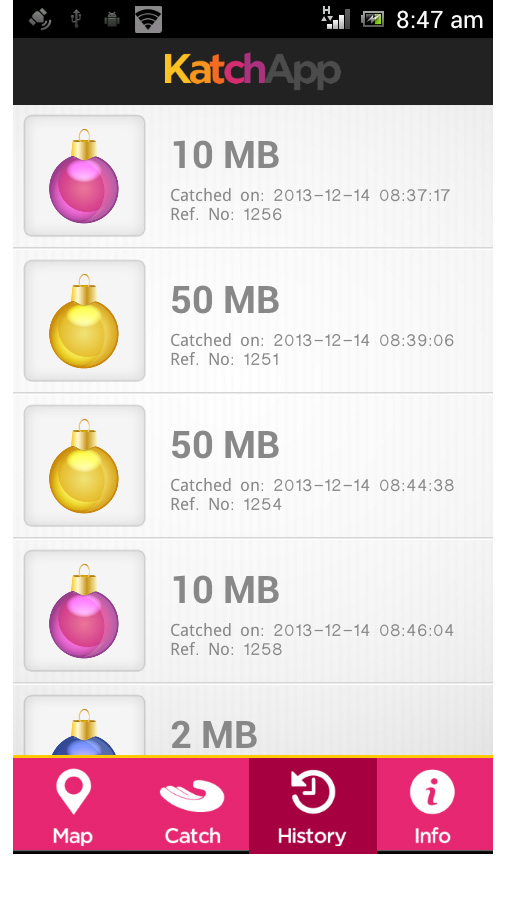 H
8:47 am
KatchApp
10 MB
Catched on: 2013-12-14 08:37:17
Ref. No: 1256
50 MB
Catched on: 2013-12-14 08:39:06
Ref. No: 1251
50 MB
Catched on: 2013-12-14 08:44:38
Ref. No: 1254
10 MB
Catched on: 2013-12-14 08:46:04
Ref. No: 1258
2 MB
Map Catch History Info